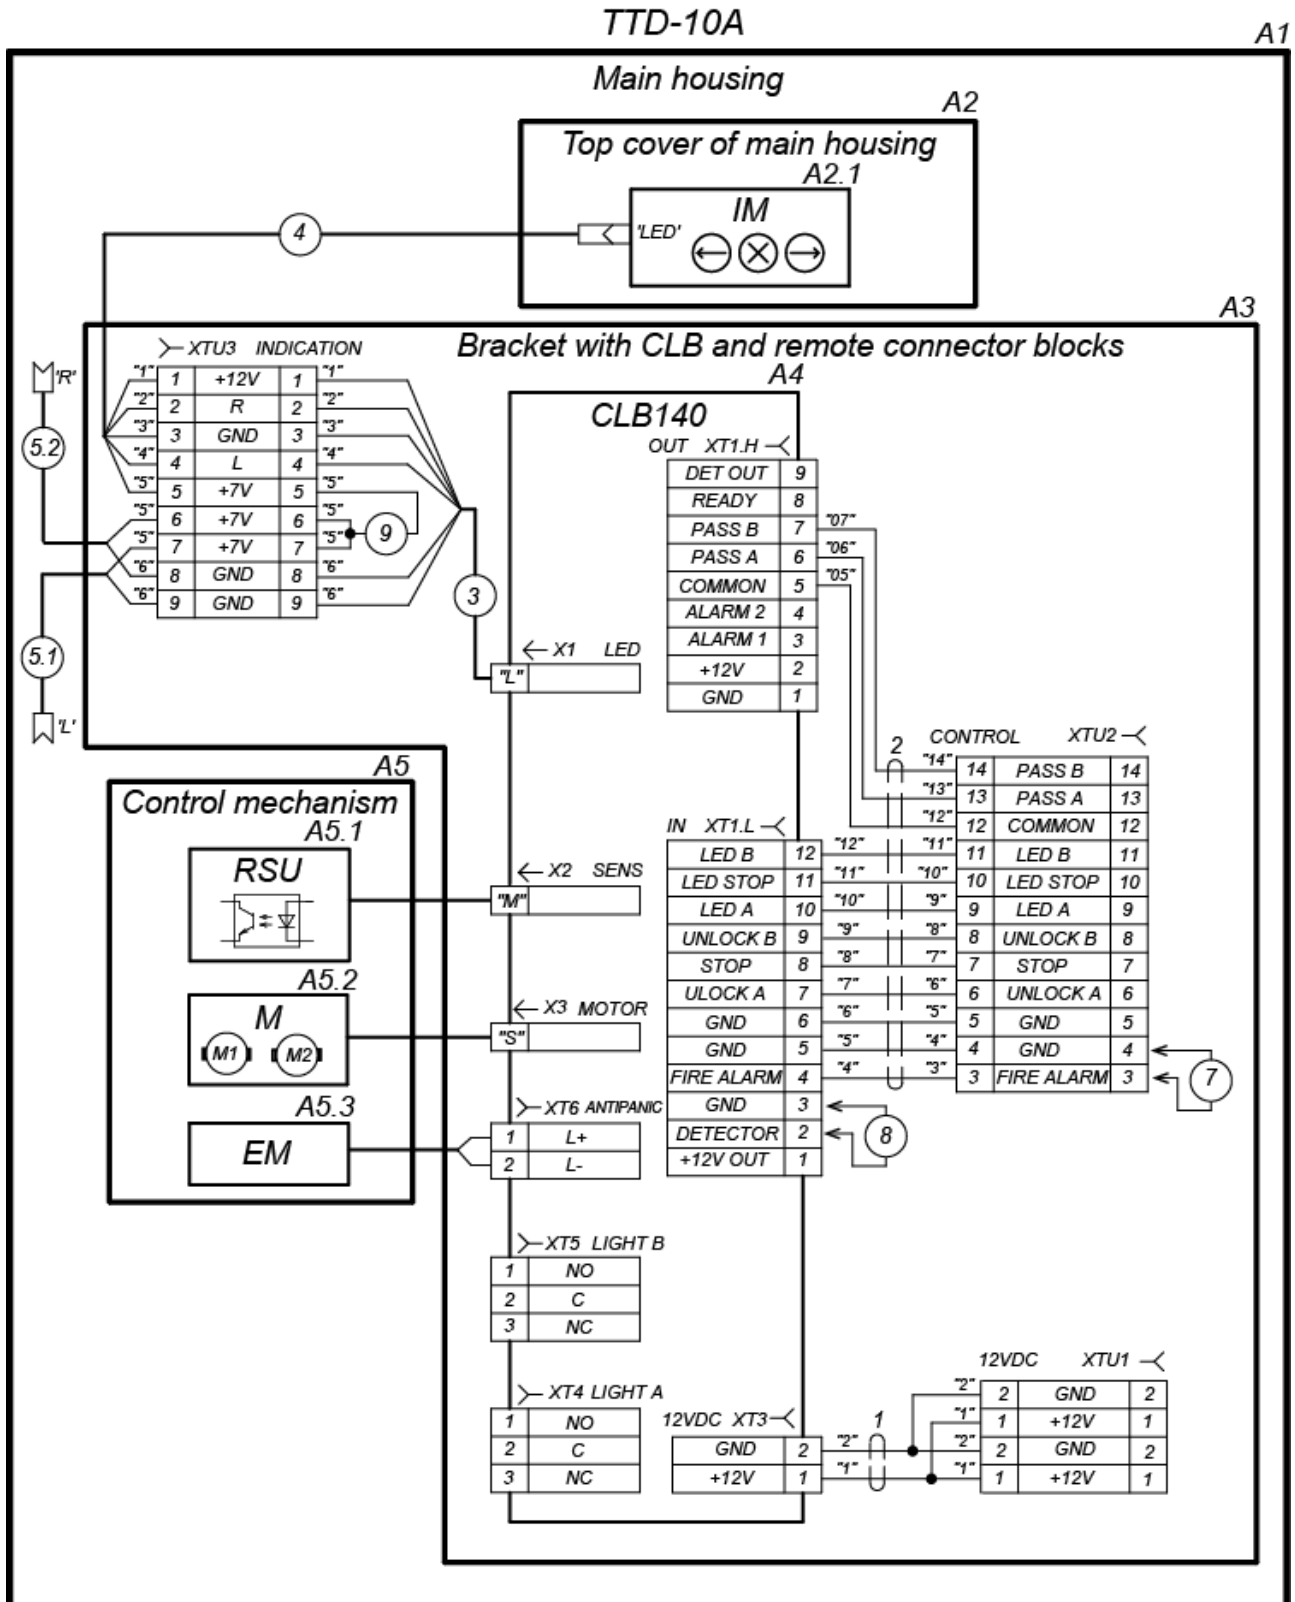 TTD-10A
A1
Main housing
A2
Top cover of main housing
A2.1
IM
'LED'
4
A3
Bracket with CLB and remote connector blocks
XTU3 INDICATION
"1" 1 +12V 1 "1"
"2" 2 R 2 "2"
"3" 3 GND 3 "3"
"4" 4 L 4 "4"
"5" 5 +7V 5 "5"
"5" 6 +7V 6 "5"
"5" 7 +7V 7 "5"
"6" 8 GND 8 "6"
"6" 9 GND 9 "6"
'R'
5.2
5.1
'L'
9
3
A4
CLB140
OUT XT1.H
DET OUT 9
READY 8
PASS B 7 "07"
PASS A 6 "06"
COMMON 5 "05"
ALARM 2 4
ALARM 1 3
+12V 2
GND 1
X1 LED
"L"
2
CONTROL XTU2
"14" 14 PASS B 14
"13" 13 PASS A 13
"12" 12 COMMON 12
"11" 11 LED B 11
"10" 10 LED STOP 10
"9" 9 LED A 9
"8" 8 UNLOCK B 8
"7" 7 STOP 7
"6" 6 UNLOCK A 6
"5" 5 GND 5
"4" 4 GND 4
"3" 3 FIRE ALARM 3
7
IN XT1.L
LED B 12 "12"
LED STOP 11 "11"
LED A 10 "10"
UNLOCK B 9 "9"
STOP 8 "8"
ULOCK A 7 "7"
GND 6 "6"
GND 5 "5"
FIRE ALARM 4 "4"
GND 3
DETECTOR 2
+12V OUT 1
8
A5
Control mechanism
A5.1
RSU
X2 SENS
"M"
A5.2
M
M1 M2
X3 MOTOR
"S"
A5.3
EM
XT6 ANTIPANIC
1 L+
2 L-
XT5 LIGHT B
1 NO
2 C
3 NC
XT4 LIGHT A
1 NO
2 C
3 NC
12VDC XT3
GND 2 "2"
+12V 1 "1"
1
12VDC XTU1
"2" 2 GND 2
"1" 1 +12V 1
"2" 2 GND 2
"1" 1 +12V 1